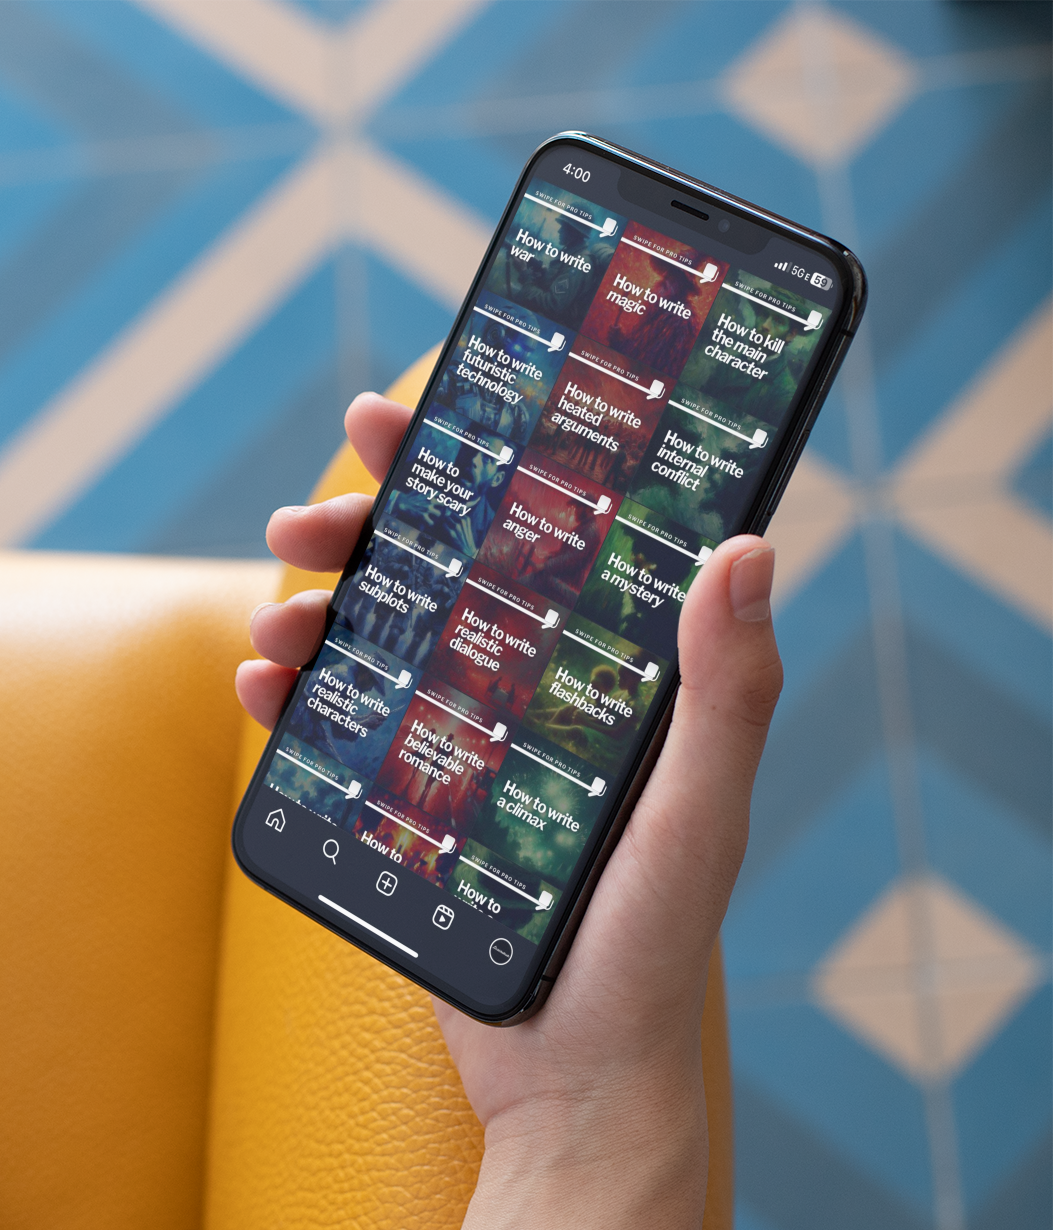 4:00
5G E 59
SWIPE FOR PRO TIPS
How to write
war
SWIPE FOR PRO TIPS
How to write
magic
SWIPE FOR PRO TIPS
How to kill
the main
character
SWIPE FOR PRO TIPS
How to write
futuristic
technology
SWIPE FOR PRO TIPS
How to write
heated
arguments
SWIPE FOR PRO TIPS
How to write
internal
conflict
SWIPE FOR PRO TIPS
How to
make your
story scary
SWIPE FOR PRO TIPS
How to write
anger
SWIPE FOR PRO TIPS
How to write
a mystery
SWIPE FOR PRO TIPS
How to write
subplots
SWIPE FOR PRO TIPS
How to write
realistic
dialogue
SWIPE FOR PRO TIPS
How to write
flashbacks
SWIPE FOR PRO TIPS
How to write
realistic
characters
SWIPE FOR PRO TIPS
How to write
believable
romance
SWIPE FOR PRO TIPS
How to write
a climax
SWIPE FOR PRO TIPS
SWIPE FOR PRO TIPS
How to
SWIPE FOR PRO TIPS
How to